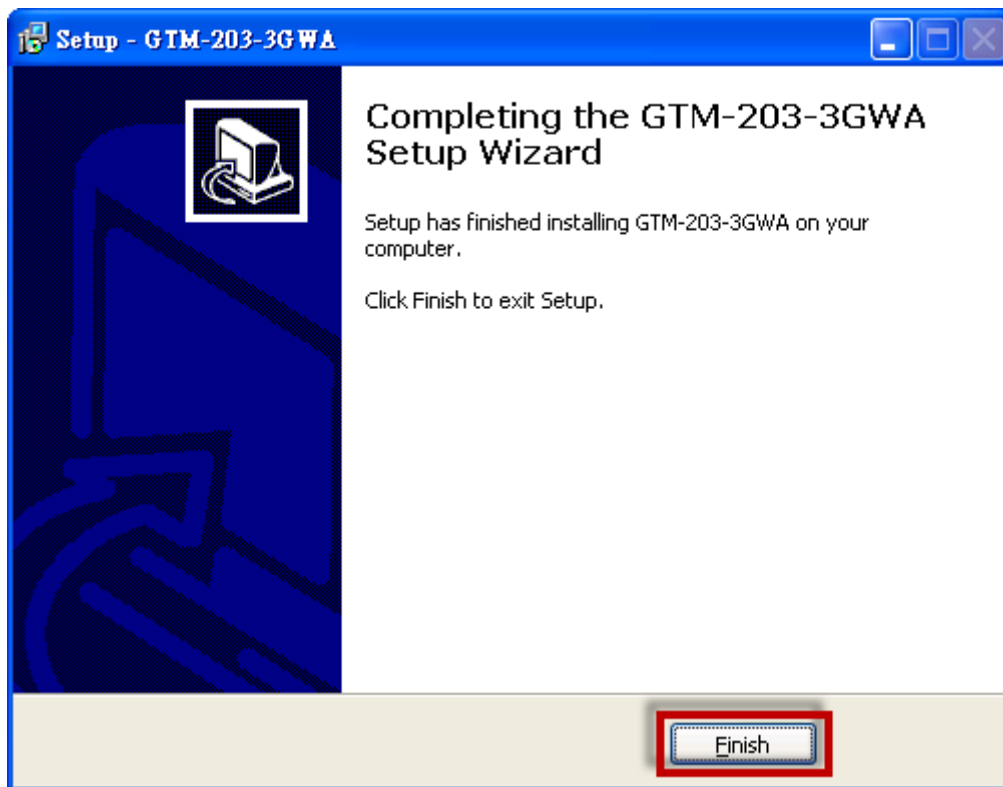 Setup - GTM-203-3GWA
Completing the GTM-203-3GWA
Setup Wizard
Setup has finished installing GTM-203-3GWA on your
computer.
Click Finish to exit Setup.
Finish